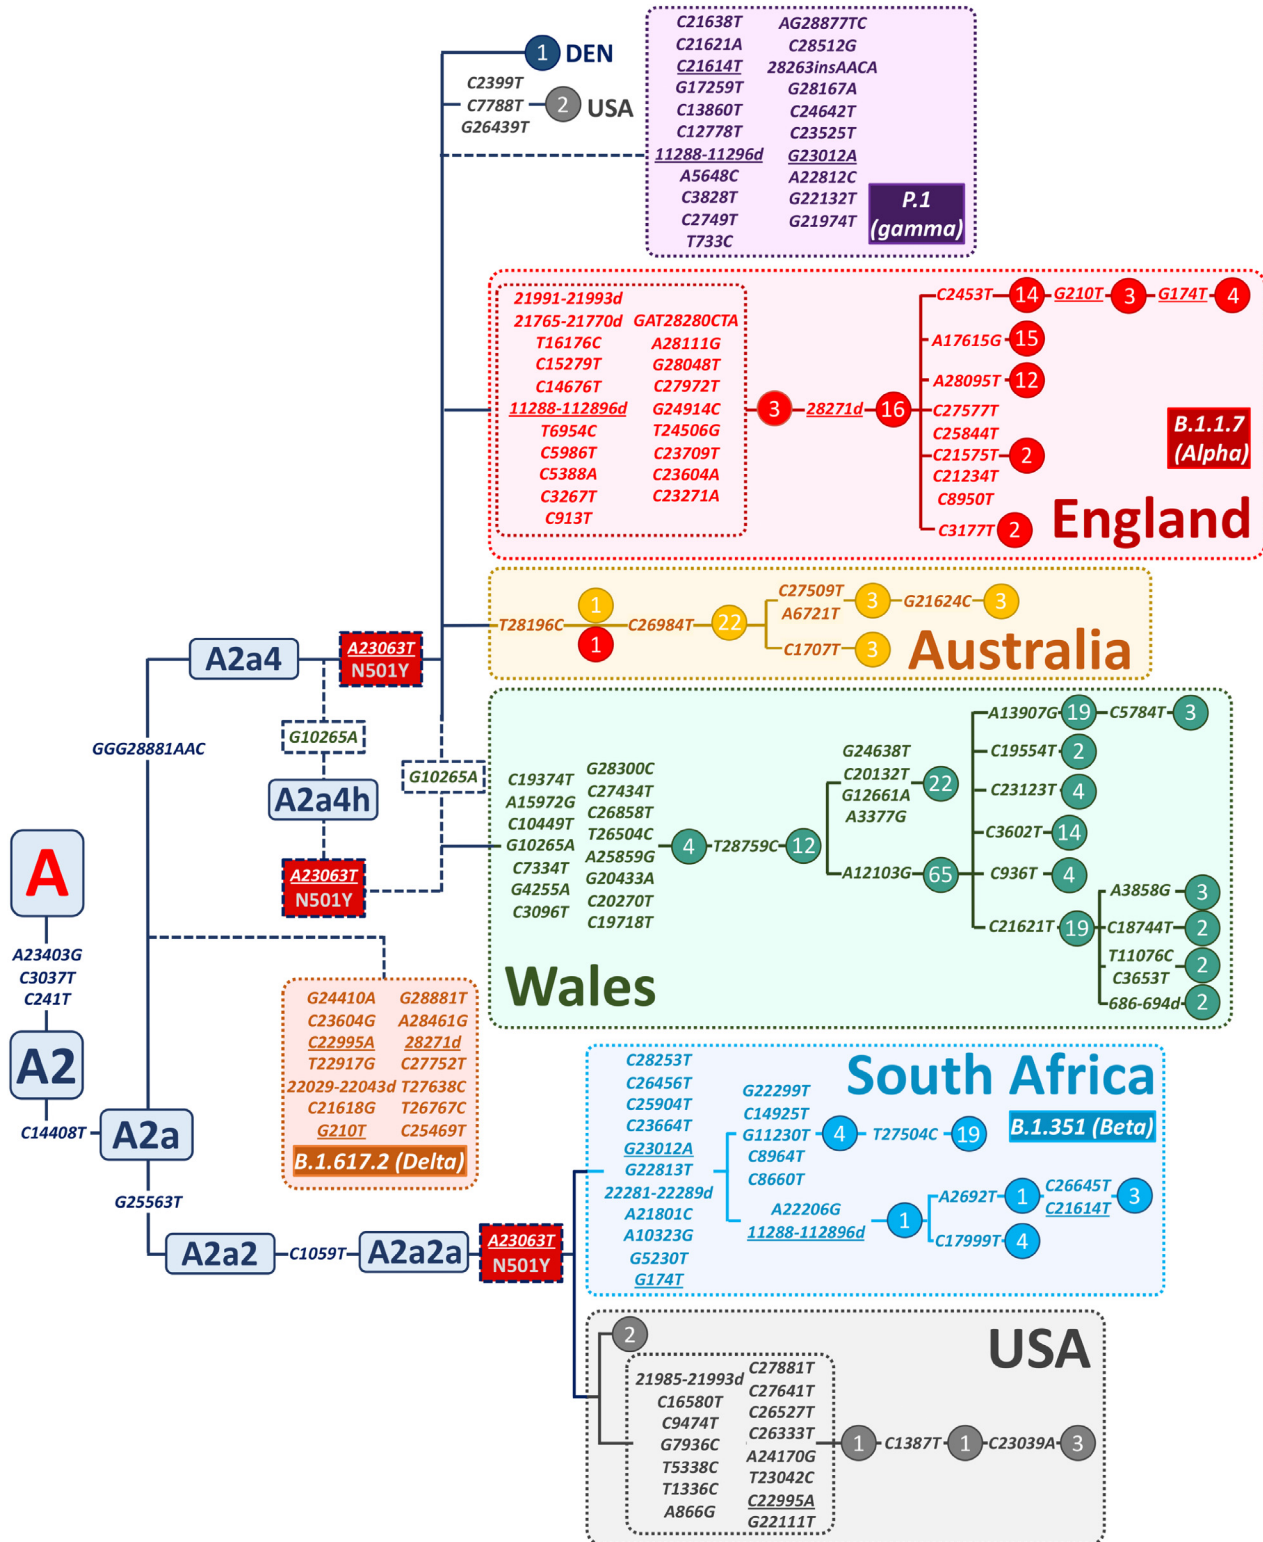 1 DEN
C2399T
C7788T
G26439T
2 USA
C21638T
C21621A
C21614T
G17259T
C13860T
C12778T
11288-11296d
A5648C
C3828T
C2749T
T733C
AG28877TC
C28512G
28263insAACA
G28167A
C24642T
C23525T
G23012A
A22812C
G22132T
G21974T
P.1
(gamma)
21991-21993d
21765-21770d
T16176C
C15279T
C14676T
11288-112896d
T6954C
C5986T
C5388A
C3267T
C913T
GAT28280CTA
A28111G
G28048T
C27972T
G24914C
T24506G
C23709T
C23604A
C23271A
3 28271d 16
C2453T 14 G210T 3 G174T 4
A17615G 15
A28095T 12
C27577T
C25844T
C21575T 2
C21234T
C8950T
C3177T 2
B.1.1.7
(Alpha)
England
T28196C
1
1
C26984T 22
C27509T
A6721T
3 G21624C 3
C1707T 3
Australia
A2a4
A23063T
N501Y
G10265A
G10265A
A2a4h
A23063T
N501Y
GGG28881AAC
C19374T
A15972G
C10449T
G10265A
C7334T
G4255A
C3096T
G28300C
C27434T
C26858T
T26504C
A25859G
G20433A
C20270T
C19718T
4 T28759C 12
G24638T
C20132T
G12661A
A3377G
22
A12103G 65
A13907G 19 C5784T 3
C19554T 2
C23123T 4
C3602T 14
C936T 4
C21621T 19
A3858G 3
C18744T 2
T11076C
C3653T
2
686-694d 2
Wales
A
A23403G
C3037T
C241T
A2
C14408T
A2a
G24410A
C23604G
C22995A
T22917G
22029-22043d
C21618G
G210T
G28881T
A28461G
28271d
C27752T
T27638C
T26767C
C25469T
B.1.617.2 (Delta)
G25563T
A2a2
C1059T
A2a2a
A23063T
N501Y
C28253T
C26456T
C25904T
C23664T
G23012A
G22813T
22281-22289d
A21801C
A10323G
G5230T
G174T
G22299T
C14925T
G11230T
C8964T
C8660T
4 T27504C 19
A22206G
11288-112896d
1
A2692T 1
C26645T
C21614T
3
C17999T 4
South Africa
B.1.351 (Beta)
USA
2
21985-21993d
C16580T
C9474T
G7936C
T5338C
T1336C
A866G
C27881T
C27641T
C26527T
C26333T
A24170G
T23042C
C22995A
G22111T
1 C1387T 1 C23039A 3